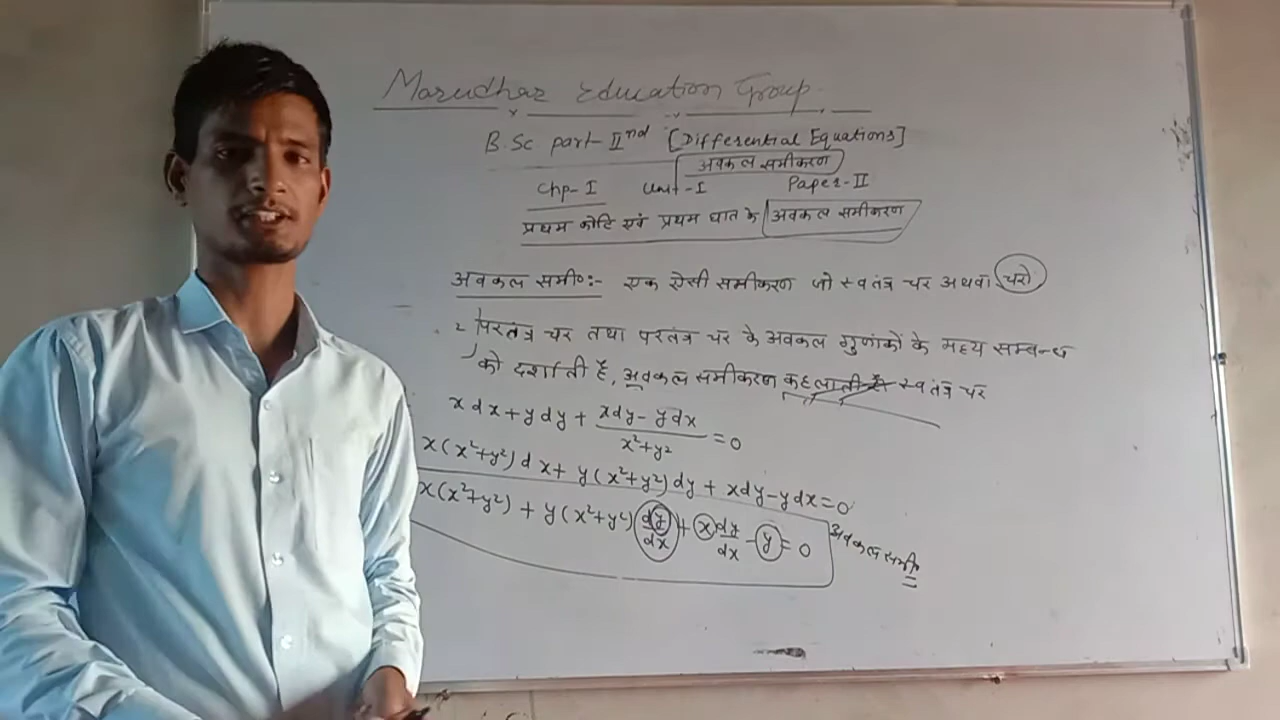 Marudhar Education Group.
B.Sc part-IInd [Differential Equations]
अवकल समीकरण
Chp-I Unit-I Paper-II
प्रथम कोटि एवं प्रथम घात के अवकल समीकरण
अवकल समी०:- एक ऐसी समीकरण जो स्वतंत्र चर अथवा चरो
परतंत्र चर तथा परतंत्र चर के अवकल गुणांकों के मध्य सम्बन्ध
को दर्शाती है, अवकल समीकरण कहलाती है स्वतंत्र चर
xdx+ydy+(xdy-ydx)/(x²+y²)=0
x(x²+y²)dx+y(x²+y²)dy+xdy-ydx=0
x(x²+y²)+y(x²+y²)dy/dx+x dy/dx-y=0 अवकल समी०